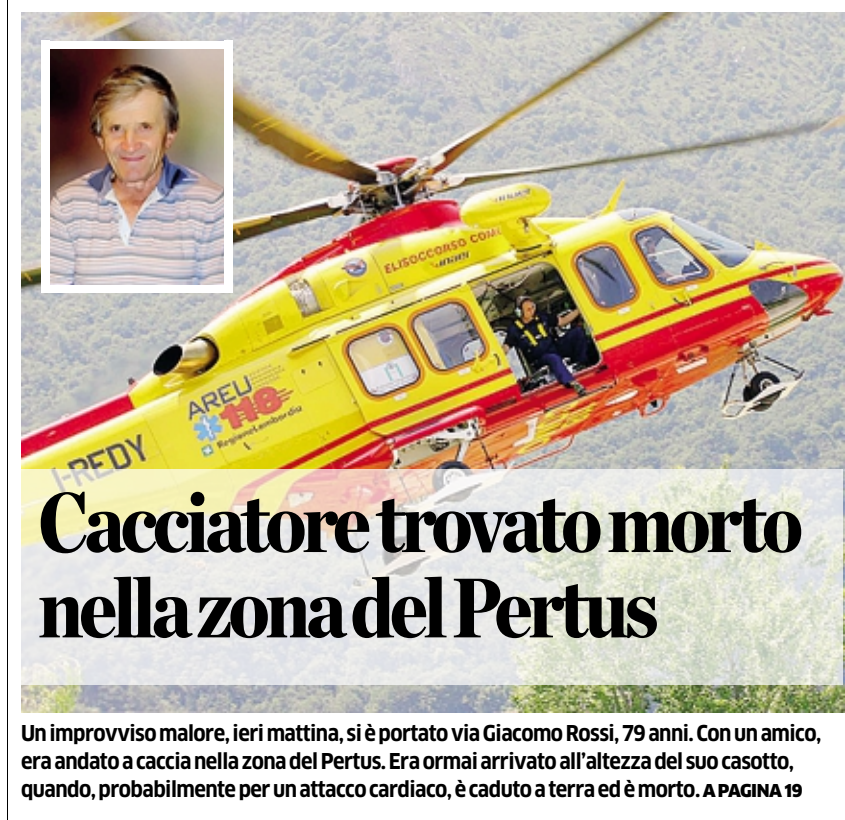 ELISOCCORSO COMO
AREU
118
RegioneLombardia
I-REDY
Cacciatore trovato morto
nella zona del Pertus
Un improvviso malore, ieri mattina, si è portato via Giacomo Rossi, 79 anni. Con un amico,
era andato a caccia nella zona del Pertus. Era ormai arrivato all'altezza del suo casotto,
quando, probabilmente per un attacco cardiaco, è caduto a terra ed è morto. A PAGINA 19